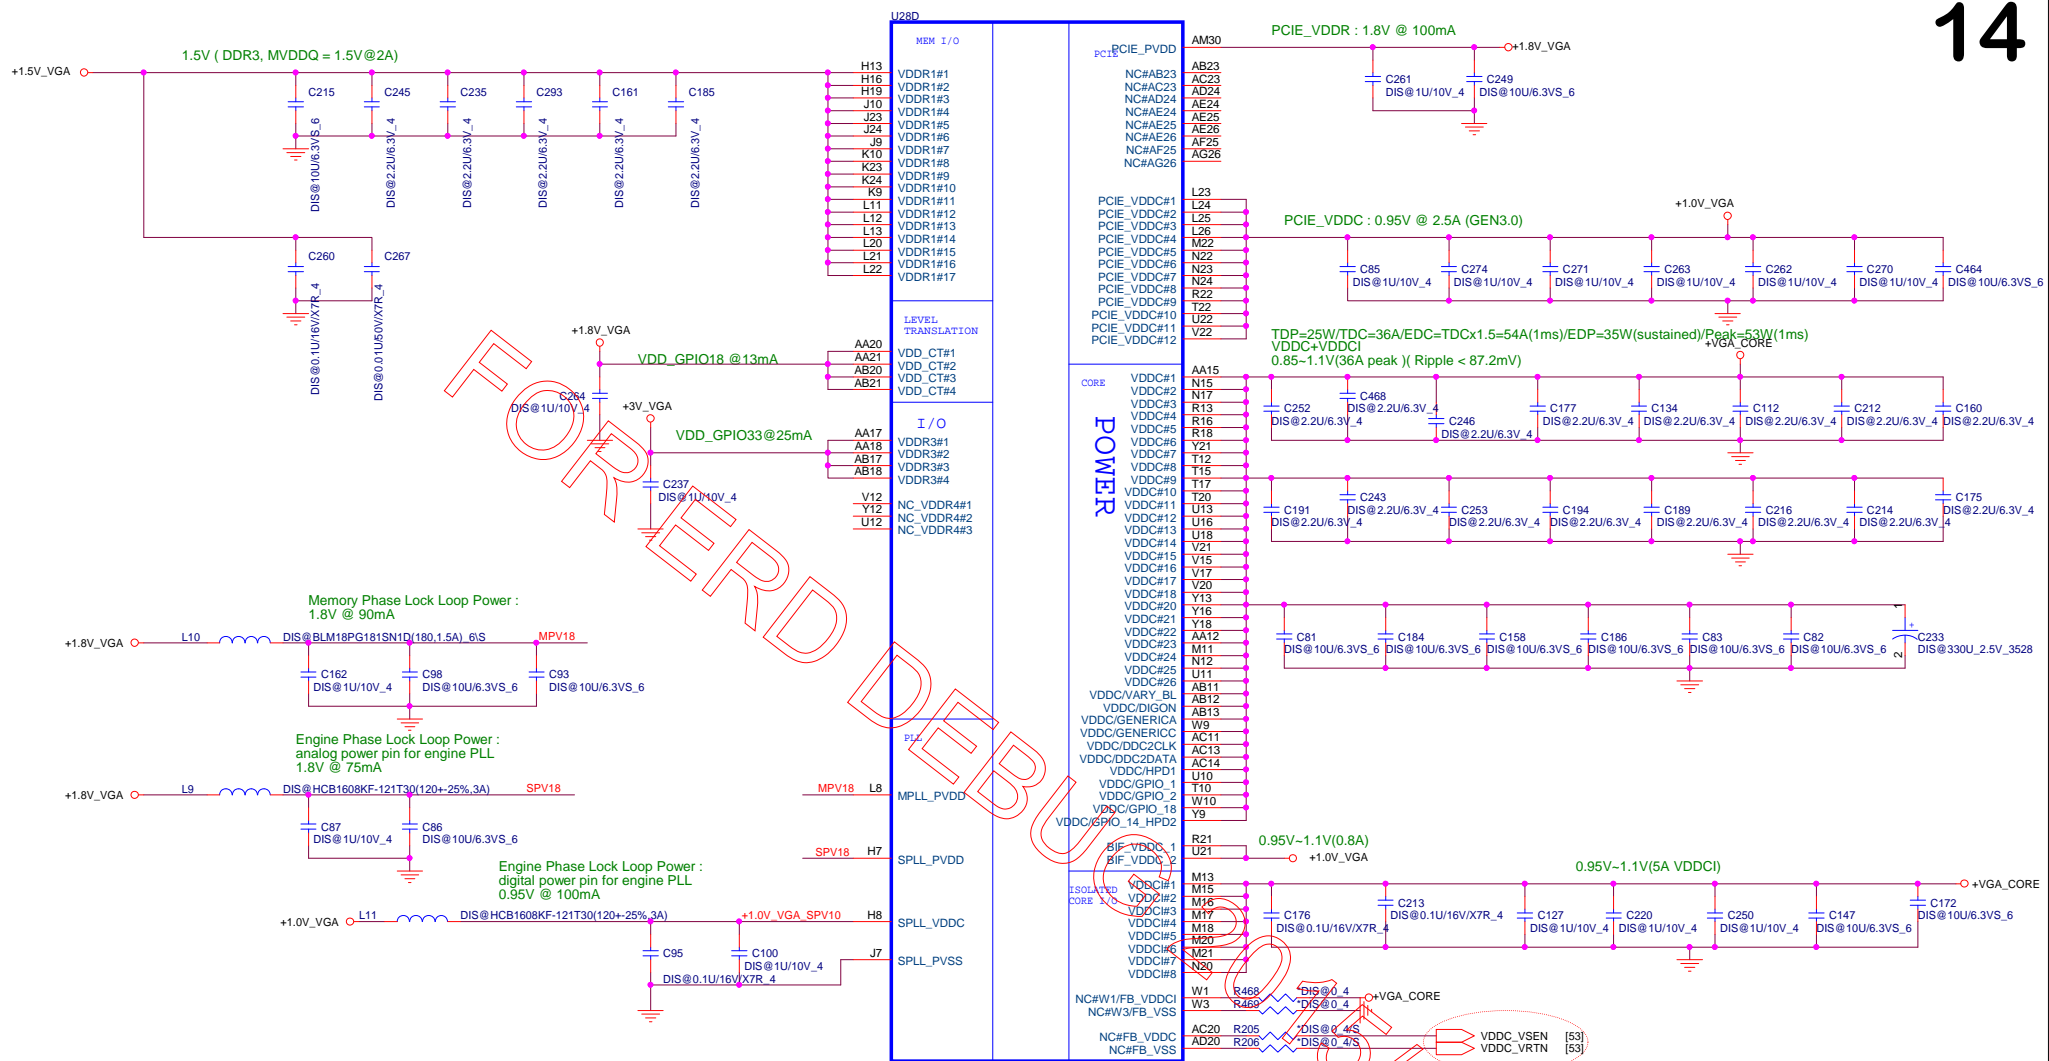 14
U28D
1.5V ( DDR3, MVDDQ = 1.5V@2A)
+1.5V_VGA
C215
DIS@10U/6.3VS_6
C245
DIS@2.2U/6.3V_4
C235
DIS@2.2U/6.3V_4
C293
DIS@2.2U/6.3V_4
C161
DIS@2.2U/6.3V_4
C185
DIS@2.2U/6.3V_4
C260
DIS@0.1U/16V/X7R_4
C267
DIS@0.01U/50V/X7R_4
MEM I/O
H13 VDDR1#1
H16 VDDR1#2
H19 VDDR1#3
J10 VDDR1#4
J23 VDDR1#5
J24 VDDR1#6
J9 VDDR1#7
K10 VDDR1#8
K23 VDDR1#9
K24 VDDR1#10
K9 VDDR1#11
L11 VDDR1#12
L12 VDDR1#13
L13 VDDR1#14
L20 VDDR1#15
L21 VDDR1#16
L22 VDDR1#17
LEVEL
TRANSLATION
+1.8V_VGA
VDD_GPIO18 @13mA
C264
DIS@1U/10V_4
AA20 VDD_CT#1
AA21 VDD_CT#2
AB20 VDD_CT#3
AB21 VDD_CT#4
I/O
+3V_VGA
VDD_GPIO33@25mA
C237
DIS@1U/10V_4
AA17 VDDR3#1
AA18 VDDR3#2
AB17 VDDR3#3
AB18 VDDR3#4
V12 NC_VDDR4#1
Y12 NC_VDDR4#2
U12 NC_VDDR4#3
Memory Phase Lock Loop Power :
1.8V @ 90mA
+1.8V_VGA
L10
DIS@BLM18PG181SN1D(180,1.5A)_6\S
MPV18
C162
DIS@1U/10V_4
C98
DIS@10U/6.3VS_6
C93
DIS@10U/6.3VS_6
Engine Phase Lock Loop Power :
analog power pin for engine PLL
1.8V @ 75mA
+1.8V_VGA
L9
DIS@HCB1608KF-121T30(120+-25%,3A)
SPV18
C87
DIS@1U/10V_4
C86
DIS@10U/6.3VS_6
Engine Phase Lock Loop Power :
digital power pin for engine PLL
0.95V @ 100mA
+1.0V_VGA
L11
DIS@HCB1608KF-121T30(120+-25%,3A)
+1.0V_VGA_SPV10
C95
DIS@0.1U/16V/X7R_4
C100
DIS@1U/10V_4
PLL
MPV18 L8 MPLL_PVDD
SPV18 H7 SPLL_PVDD
H8 SPLL_VDDC
J7 SPLL_PVSS
PCIE_VDDR : 1.8V @ 100mA
+1.8V_VGA
C261
DIS@1U/10V_4
C249
DIS@10U/6.3VS_6
PCIE
PCIE_PVDD AM30
NC#AB23 AB23
NC#AC23 AC23
NC#AD24 AD24
NC#AE24 AE24
NC#AE25 AE25
NC#AE26 AE26
NC#AF25 AF25
NC#AG26 AG26
PCIE_VDDC#1 L23
PCIE_VDDC#2 L24
PCIE_VDDC#3 L25
PCIE_VDDC#4 L26
PCIE_VDDC#5 M22
PCIE_VDDC#6 N22
PCIE_VDDC#7 N23
PCIE_VDDC#8 N24
PCIE_VDDC#9 R22
PCIE_VDDC#10 T22
PCIE_VDDC#11 U22
PCIE_VDDC#12 V22
PCIE_VDDC : 0.95V @ 2.5A (GEN3.0)
+1.0V_VGA
C85
DIS@1U/10V_4
C274
DIS@1U/10V_4
C271
DIS@1U/10V_4
C263
DIS@1U/10V_4
C262
DIS@1U/10V_4
C270
DIS@1U/10V_4
C464
DIS@10U/6.3VS_6
TDP=25W/TDC=36A/EDC=TDCx1.5=54A(1ms)/EDP=35W(sustained)/Peak=53W(1ms)
VDDC+VDDCI
0.85~1.1V(36A peak )( Ripple < 87.2mV)
+VGA_CORE
CORE
POWER
VDDC#1 AA15
VDDC#2 N15
VDDC#3 N17
VDDC#4 R13
VDDC#5 R16
VDDC#6 R18
VDDC#7 Y21
VDDC#8 T12
VDDC#9 T15
VDDC#10 T17
VDDC#11 T20
VDDC#12 U13
VDDC#13 U16
VDDC#14 U18
VDDC#15 V21
VDDC#16 V15
VDDC#17 V17
VDDC#18 V20
VDDC#20 Y13
VDDC#21 Y16
VDDC#22 Y18
VDDC#23 AA12
VDDC#24 M11
VDDC#25 N12
VDDC#26 U11
VDDC/VARY_BL AB11
VDDC/DIGON AB12
VDDC/GENERICA AB13
VDDC/GENERICC W9
VDDC/DDC2CLK AC11
VDDC/DDC2DATA AC13
VDDC/HPD1 AC14
VDDC/GPIO_1 U10
VDDC/GPIO_2 T10
VDDC/GPIO_18 W10
VDDC/GPIO_14_HPD2 Y9
C252
DIS@2.2U/6.3V_4
C468
DIS@2.2U/6.3V_4
C246
DIS@2.2U/6.3V_4
C177
DIS@2.2U/6.3V_4
C134
DIS@2.2U/6.3V_4
C112
DIS@2.2U/6.3V_4
C212
DIS@2.2U/6.3V_4
C160
DIS@2.2U/6.3V_4
C191
DIS@2.2U/6.3V_4
C243
DIS@2.2U/6.3V_4
C253
DIS@2.2U/6.3V_4
C194
DIS@2.2U/6.3V_4
C189
DIS@2.2U/6.3V_4
C216
DIS@2.2U/6.3V_4
C214
DIS@2.2U/6.3V_4
C175
DIS@2.2U/6.3V_4
C81
DIS@10U/6.3VS_6
C184
DIS@10U/6.3VS_6
C158
DIS@10U/6.3VS_6
C186
DIS@10U/6.3VS_6
C83
DIS@10U/6.3VS_6
C82
DIS@10U/6.3VS_6
1
+
2
C233
DIS@330U_2.5V_3528
0.95V~1.1V(0.8A)
BIF_VDDC_1 R21
BIF_VDDC_2 U21
+1.0V_VGA
0.95V~1.1V(5A VDDCI)
+VGA_CORE
ISOLATED
CORE I/O
VDDCI#1 M13
VDDCI#2 M15
VDDCI#3 M16
VDDCI#4 M17
VDDCI#5 M18
VDDCI#6 M20
VDDCI#7 M21
VDDCI#8 N20
C176
DIS@0.1U/16V/X7R_4
C213
DIS@0.1U/16V/X7R_4
C127
DIS@1U/10V_4
C220
DIS@1U/10V_4
C250
DIS@1U/10V_4
C147
DIS@10U/6.3VS_6
C172
DIS@10U/6.3VS_6
NC#W1/FB_VDDCI W1 R468 *DIS@0_4 +VGA_CORE
NC#W3/FB_VSS W3 R469 *DIS@0_4
NC#FB_VDDC AC20 R205 *DIS@0_4/S VDDC_VSEN [53]
NC#FB_VSS AD20 R206 *DIS@0_4/S VDDC_VRTN [53]
FOR ERD DEBUG